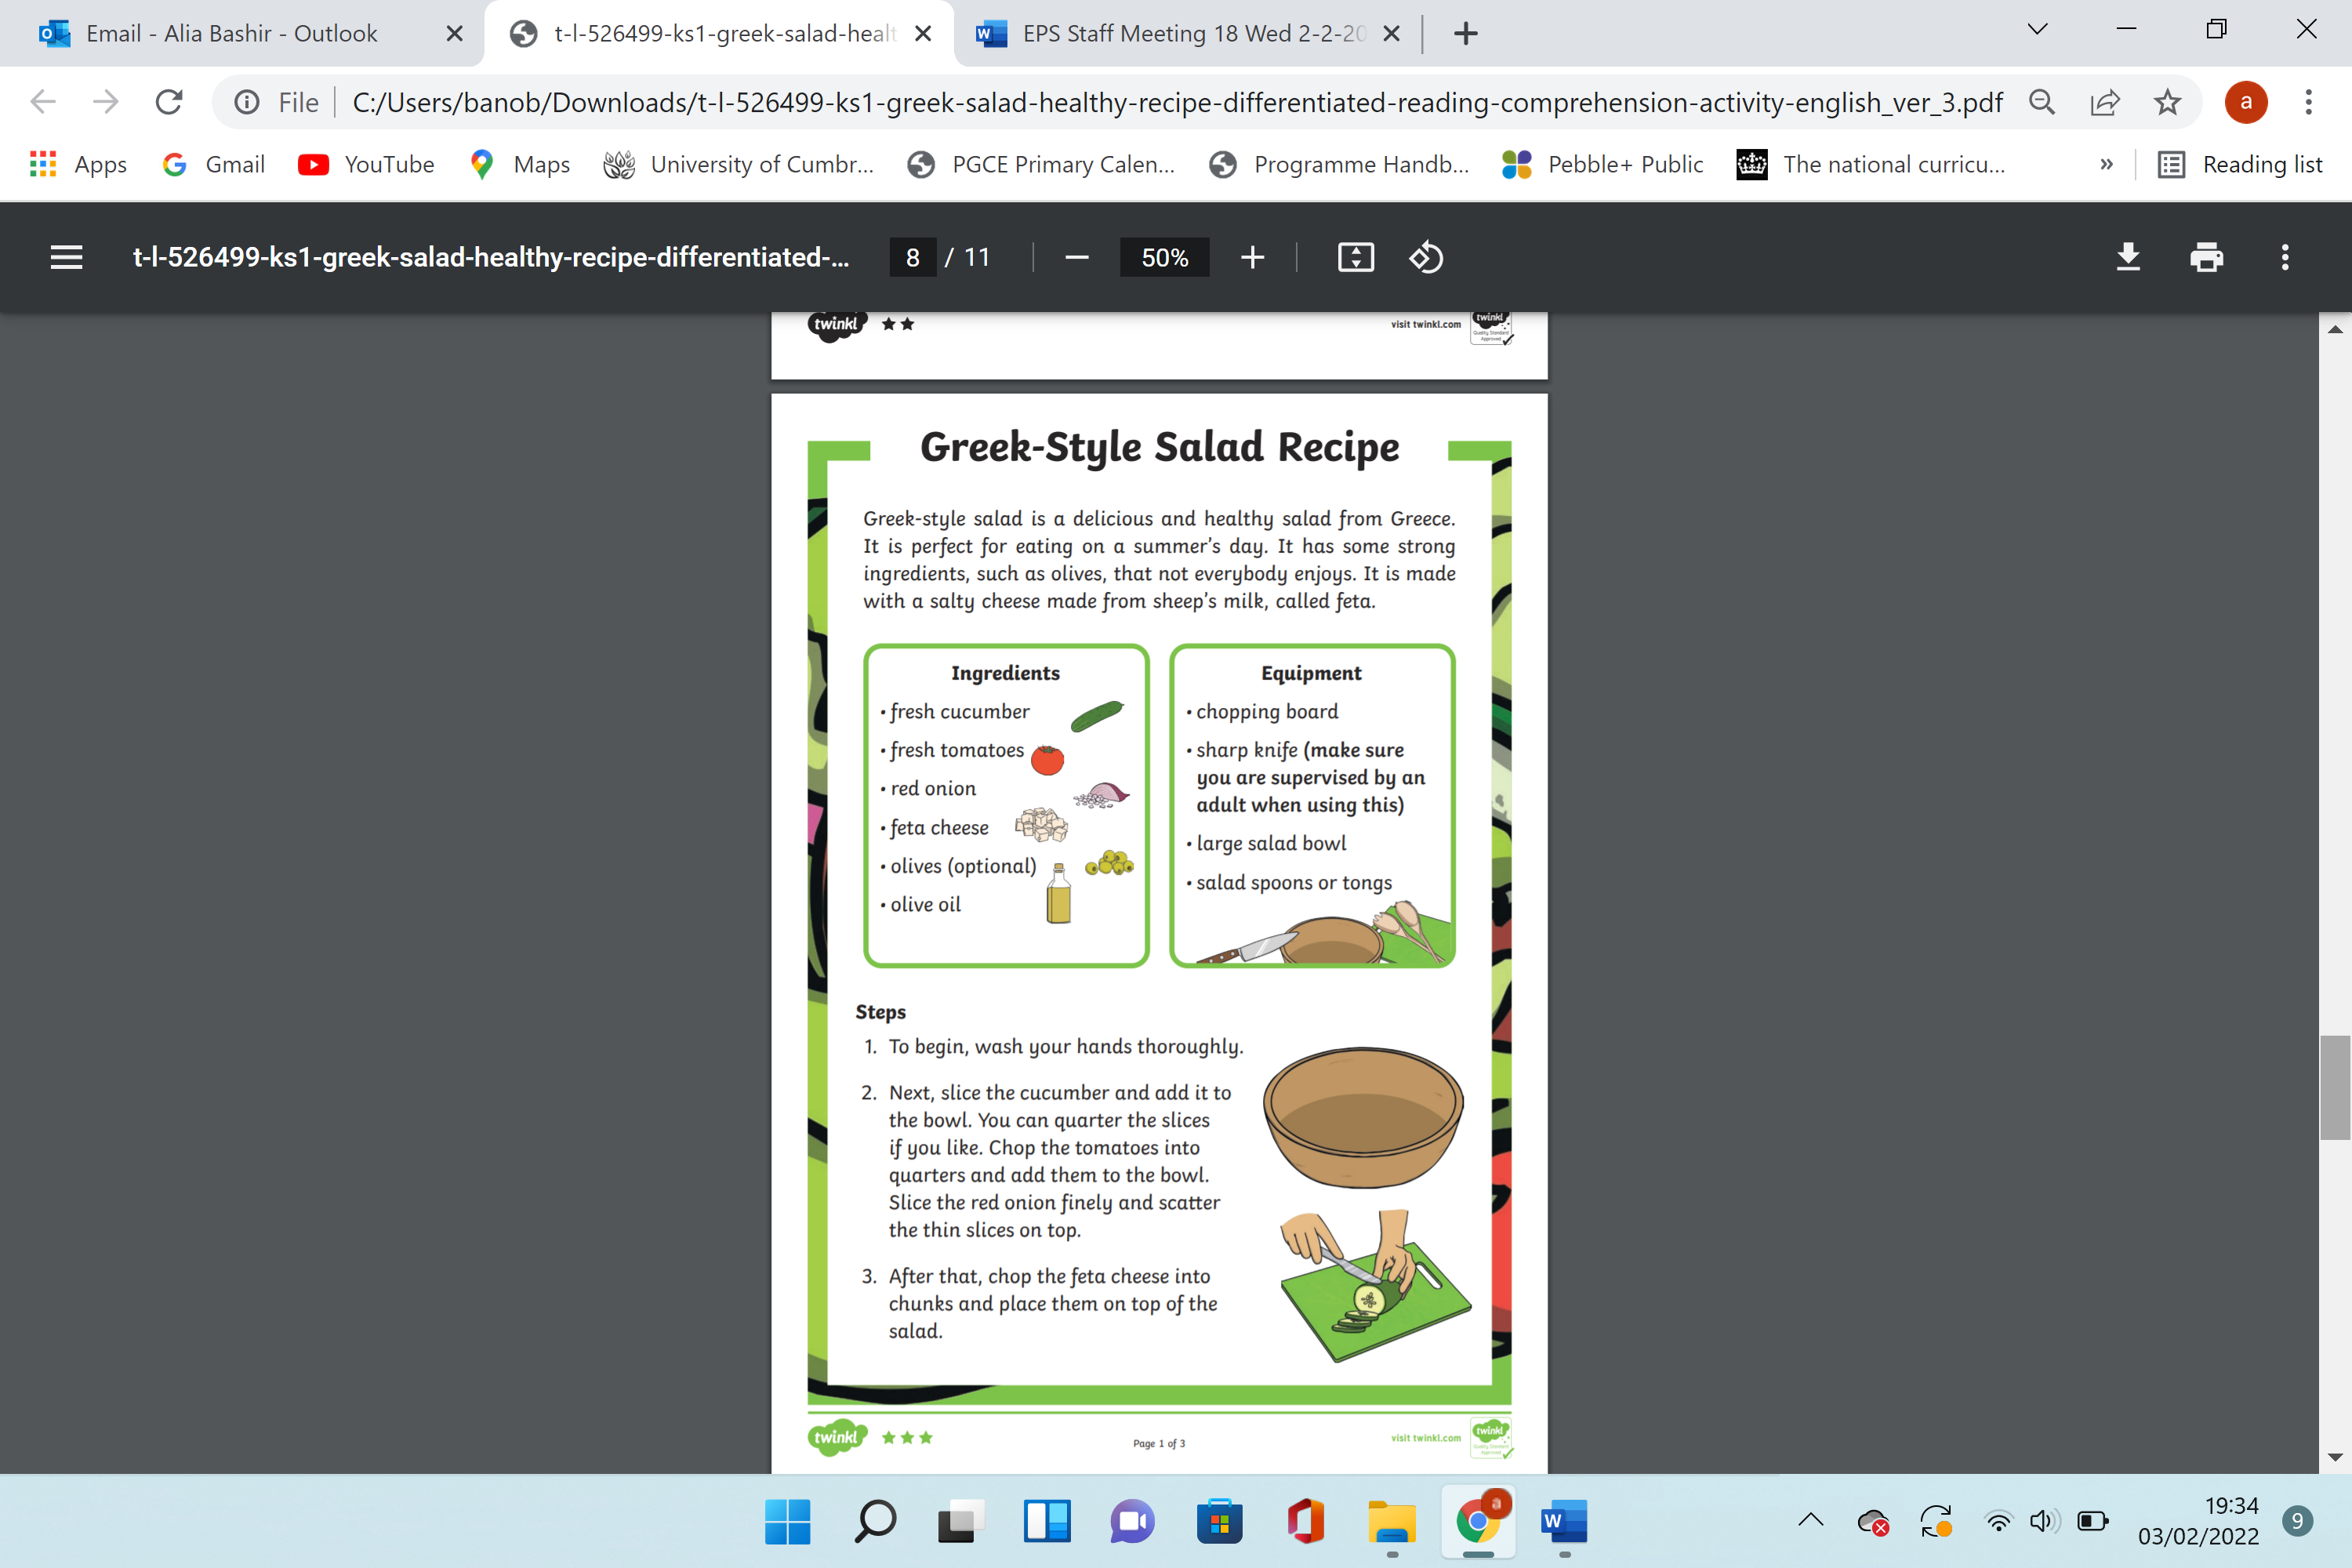 Email - Alia Bashir - Outlook
t-l-526499-ks1-greek-salad-healt
EPS Staff Meeting 18 Wed 2-2-20
File
C:/Users/banob/Downloads/t-l-526499-ks1-greek-salad-healthy-recipe-differentiated-reading-comprehension-activity-english_ver_3.pdf
a
Apps
Gmail
YouTube
Maps
University of Cumbr...
PGCE Primary Calen...
Programme Handb...
Pebble+ Public
The national curricu...
»
Reading list
t-l-526499-ks1-greek-salad-healthy-recipe-differentiated-...
8 / 11
50%
twinkl
visit twinkl.com
twinkl
Quality Standard
Approved
Greek-Style Salad Recipe
Greek-style salad is a delicious and healthy salad from Greece.
It is perfect for eating on a summer's day. It has some strong
ingredients, such as olives, that not everybody enjoys. It is made
with a salty cheese made from sheep's milk, called feta.
Ingredients
• fresh cucumber
• fresh tomatoes
• red onion
• feta cheese
• olives (optional)
• olive oil
Equipment
• chopping board
• sharp knife (make sure
you are supervised by an
adult when using this)
• large salad bowl
• salad spoons or tongs
Steps
1. To begin, wash your hands thoroughly.
2. Next, slice the cucumber and add it to
the bowl. You can quarter the slices
if you like. Chop the tomatoes into
quarters and add them to the bowl.
Slice the red onion finely and scatter
the thin slices on top.
3. After that, chop the feta cheese into
chunks and place them on top of the
salad.
twinkl
Page 1 of 3
visit twinkl.com
twinkl
Quality Standard
Approved
a
W
19:34
03/02/2022
9